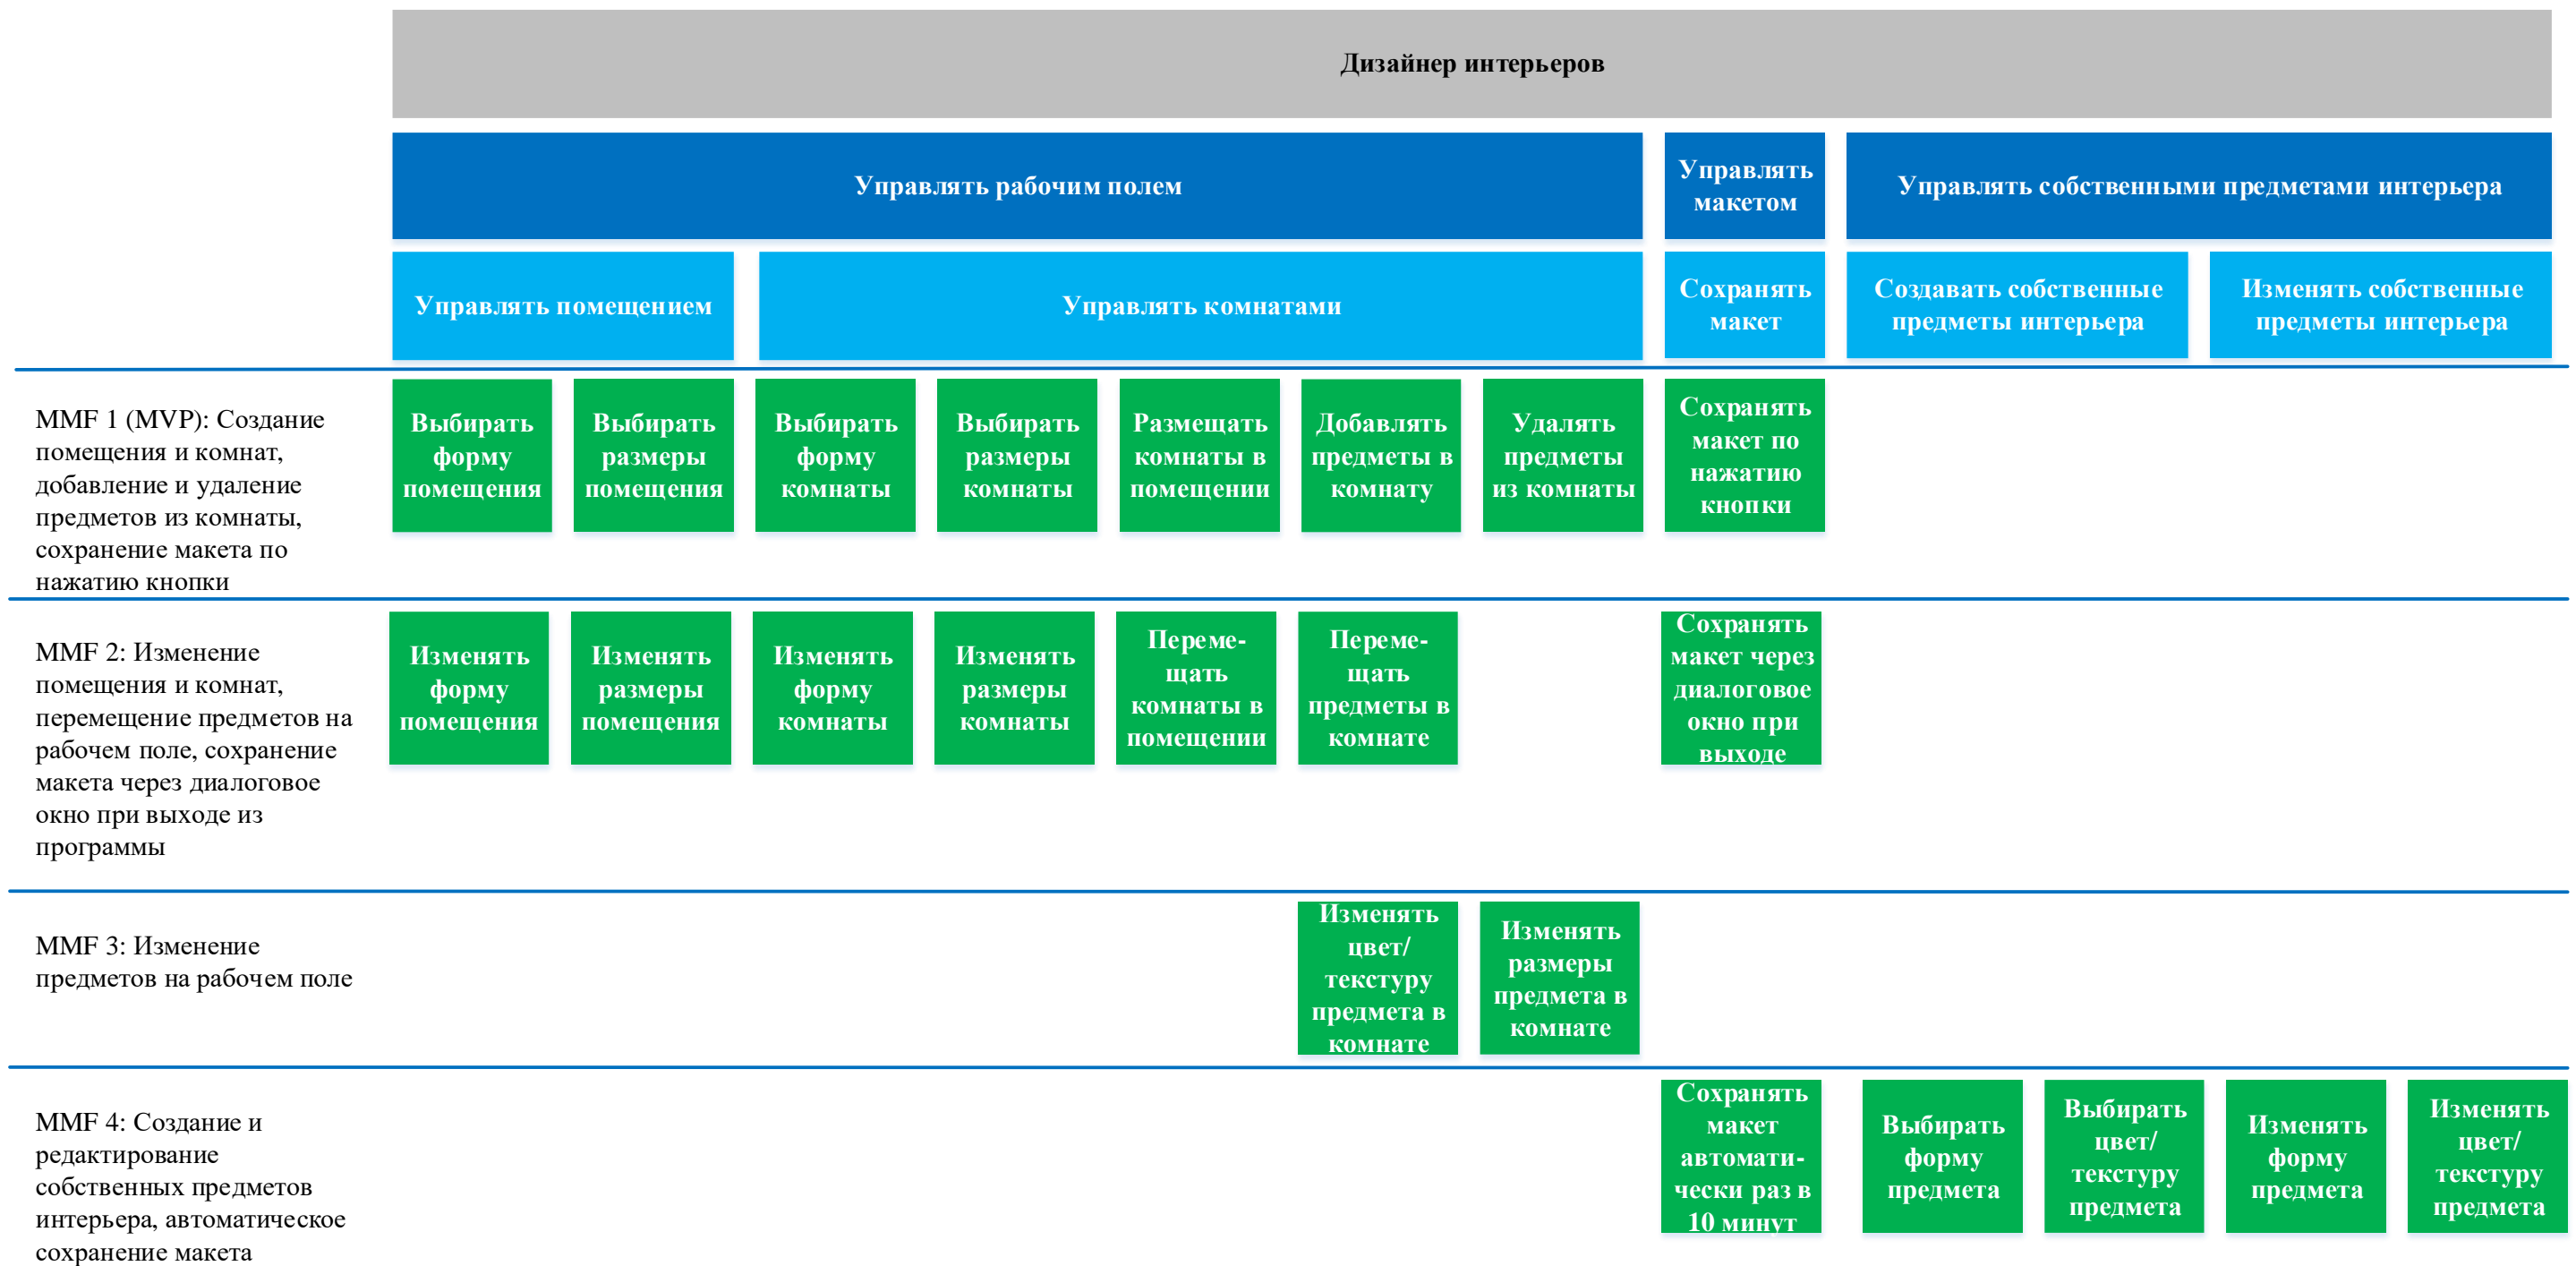 Дизайнер интерьеров
Управлять рабочим полем
Управлять
макетом
Управлять собственными предметами интерьера
Управлять помещением
Управлять комнатами
Сохранять
макет
Создавать собственные
предметы интерьера
Изменять собственные
предметы интерьера
MMF 1 (MVP): Создание
помещения и комнат,
добавление и удаление
предметов из комнаты,
сохранение макета по
нажатию кнопки
Выбирать
форму
помещения
Выбирать
размеры
помещения
Выбирать
форму
комнаты
Выбирать
размеры
комнаты
Размещать
комнаты в
помещении
Добавлять
предметы в
комнату
Удалять
предметы
из комнаты
Сохранять
макет по
нажатию
кнопки
MMF 2: Изменение
помещения и комнат,
перемещение предметов на
рабочем поле, сохранение
макета через диалоговое
окно при выходе из
программы
Изменять
форму
помещения
Изменять
размеры
помещения
Изменять
форму
комнаты
Изменять
размеры
комнаты
Переме-
щать
комнаты в
помещении
Переме-
щать
предметы в
комнате
Сохранять
макет через
диалоговое
окно при
выходе
MMF 3: Изменение
предметов на рабочем поле
Изменять
цвет/
текстуру
предмета в
комнате
Изменять
размеры
предмета в
комнате
MMF 4: Создание и
редактирование
собственных предметов
интерьера, автоматическое
сохранение макета
Сохранять
макет
автомати-
чески раз в
10 минут
Выбирать
форму
предмета
Выбирать
цвет/
текстуру
предмета
Изменять
форму
предмета
Изменять
цвет/
текстуру
предмета